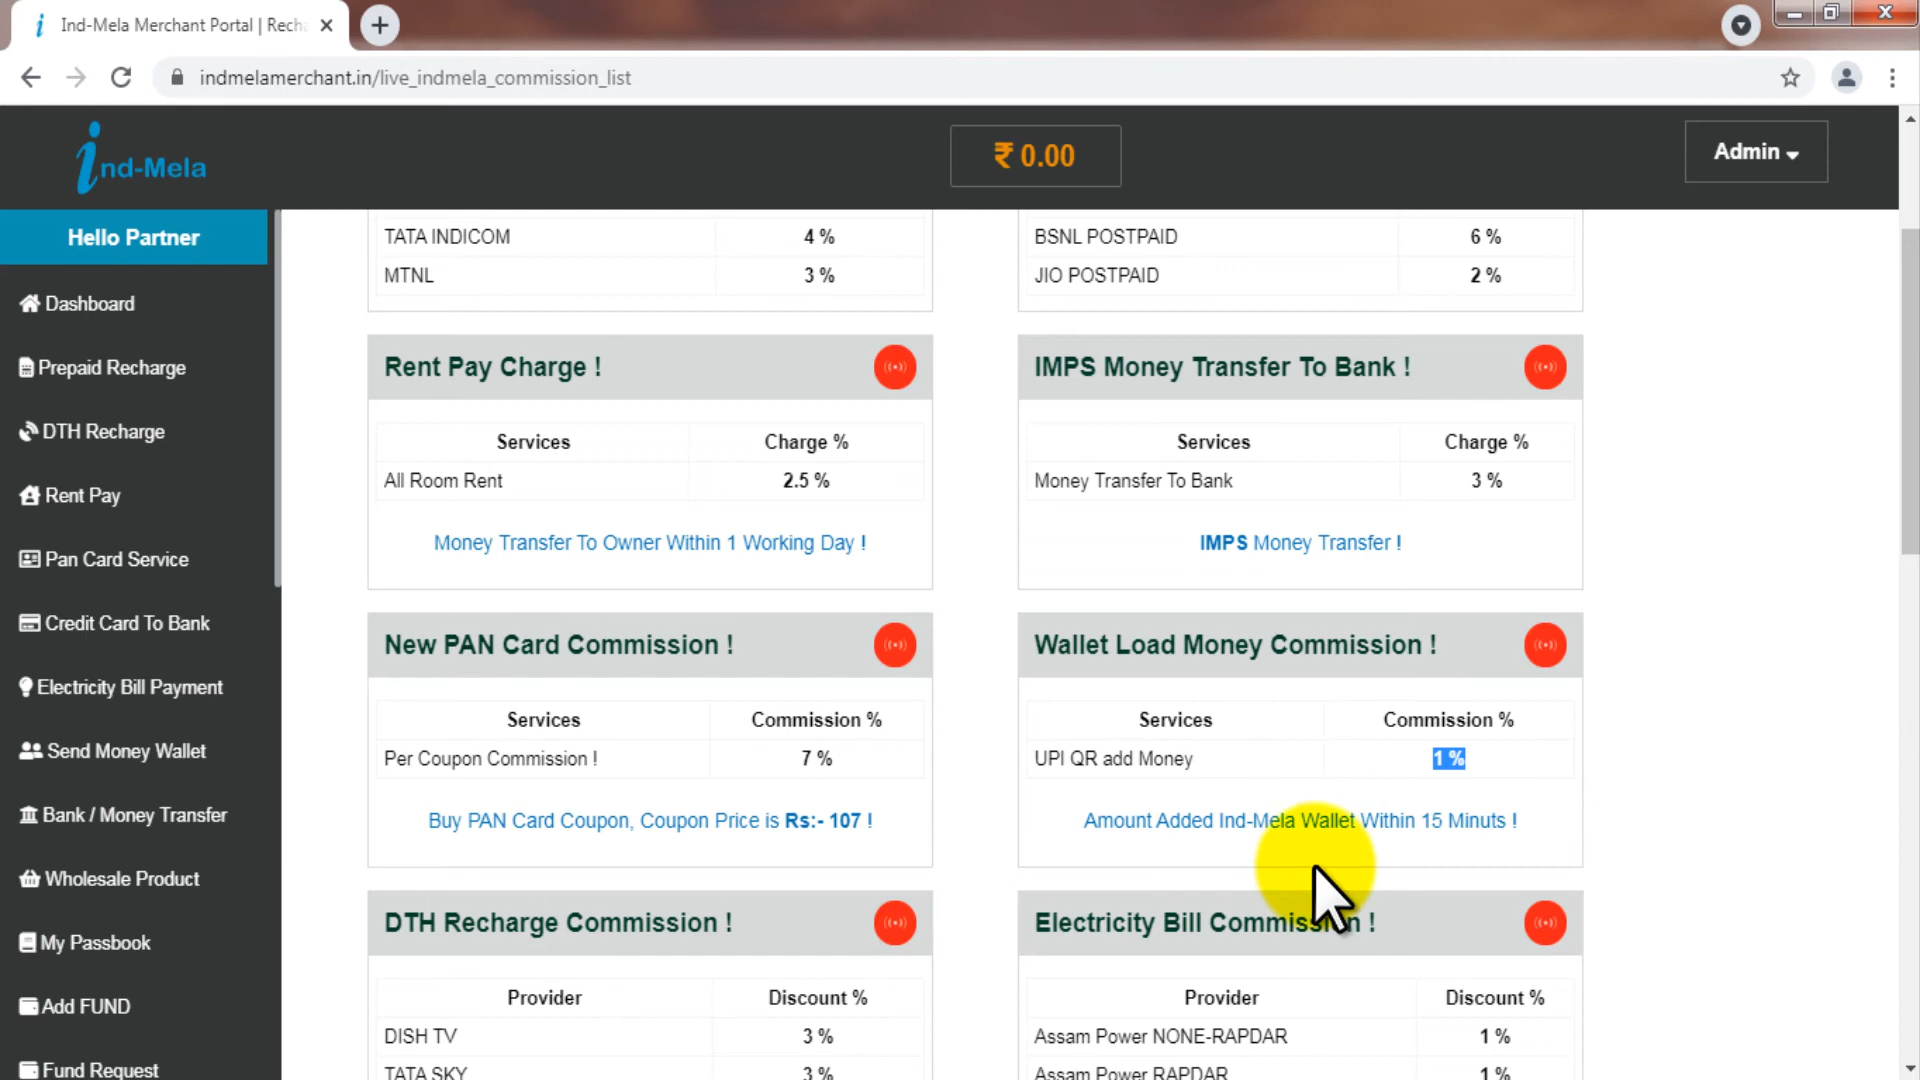 Ind-Mela Merchant Portal | Recha
indmelamerchant.in/live_indmela_commission_list
ind-Mela
₹ 0.00
Admin
Hello Partner
Dashboard
Prepaid Recharge
DTH Recharge
Rent Pay
Pan Card Service
Credit Card To Bank
Electricity Bill Payment
Send Money Wallet
Bank / Money Transfer
Wholesale Product
My Passbook
Add FUND
Fund Request
TATA INDICOM 4 %
MTNL 3 %
BSNL POSTPAID 6 %
JIO POSTPAID 2 %
Rent Pay Charge !
Services Charge %
All Room Rent 2.5 %
Money Transfer To Owner Within 1 Working Day !
IMPS Money Transfer To Bank !
Services Charge %
Money Transfer To Bank 3 %
IMPS Money Transfer !
New PAN Card Commission !
Services Commission %
Per Coupon Commission ! 7 %
Buy PAN Card Coupon, Coupon Price is Rs:- 107 !
Wallet Load Money Commission !
Services Commission %
UPI QR add Money 1 %
Amount Added Ind-Mela Wallet Within 15 Minuts !
DTH Recharge Commission !
Provider Discount %
DISH TV 3 %
TATA SKY 3 %
Electricity Bill Commission !
Provider Discount %
Assam Power NONE-RAPDAR 1 %
Assam Power RAPDAR 1 %